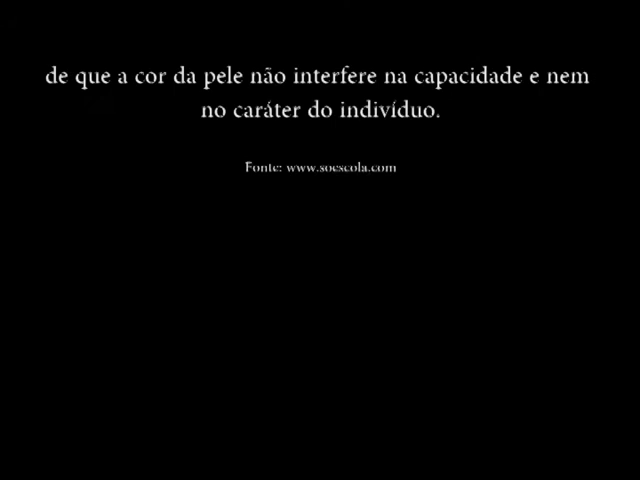 de que a cor da pele não interfere na capacidade e nem
no caráter do indivíduo.
Fonte: www.soescola.com